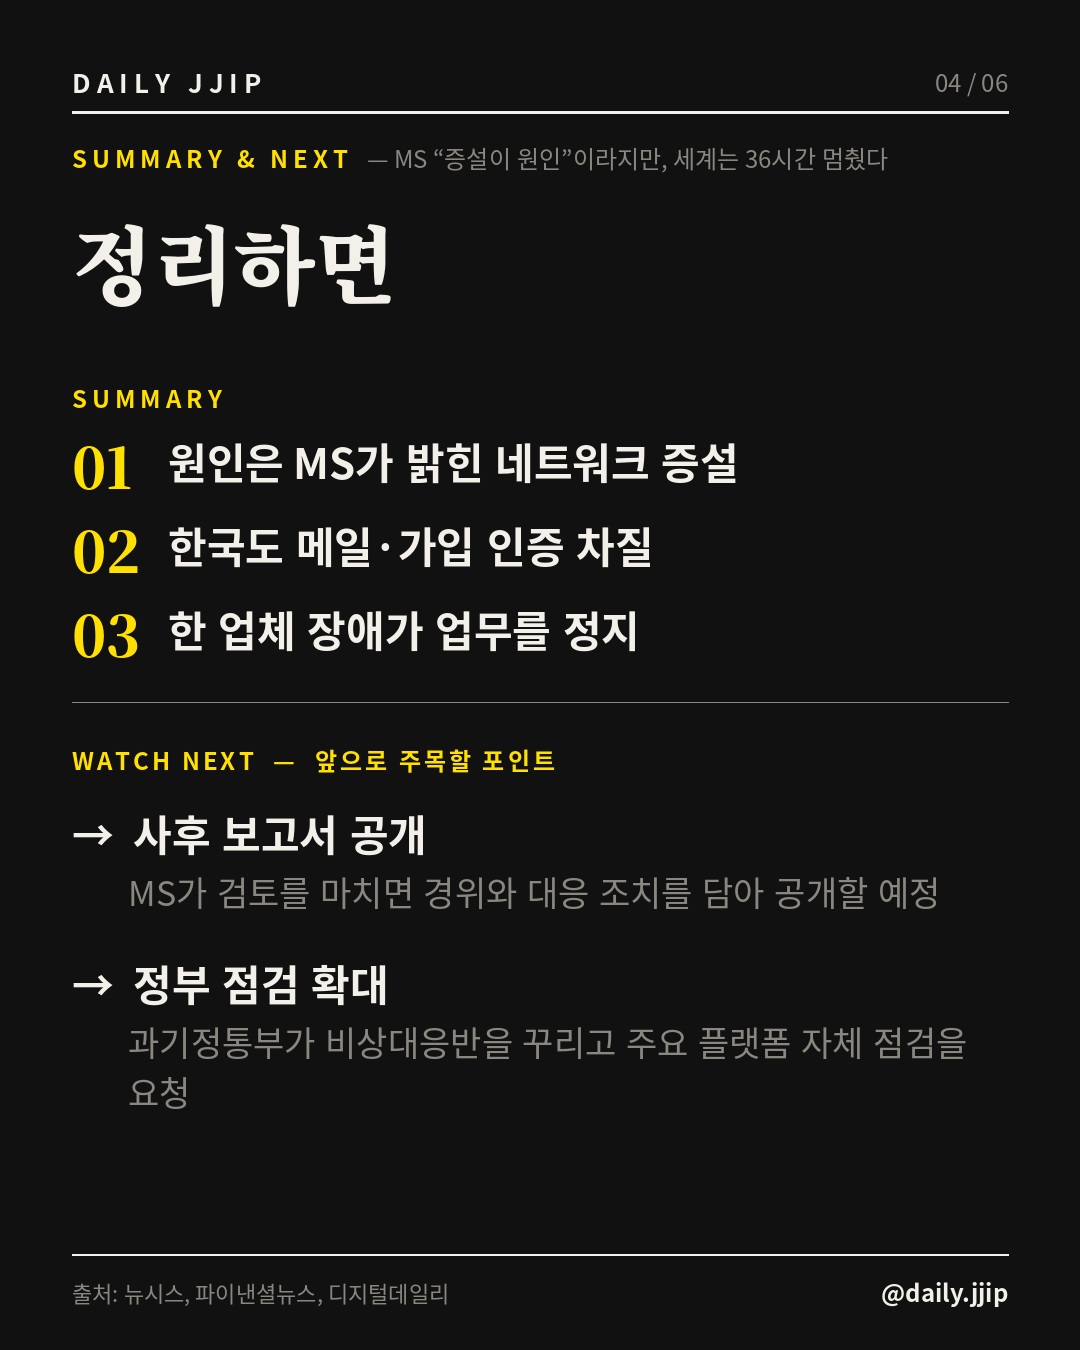 DAILY JJIP
04 / 06
SUMMARY & NEXT — MS “증설이 원인”이라지만, 세계는 36시간 멈췄다
정리하면
SUMMARY
01 원인은 MS가 밝힌 네트워크 증설
02 한국도 메일·가입 인증 차질
03 한 업체 장애가 업무를 정지
WATCH NEXT — 앞으로 주목할 포인트
→ 사후 보고서 공개
MS가 검토를 마치면 경위와 대응 조치를 담아 공개할 예정
→ 정부 점검 확대
과기정통부가 비상대응반을 꾸리고 주요 플랫폼 자체 점검을
요청
출처: 뉴시스, 파이낸셜뉴스, 디지털데일리
@daily.jjip